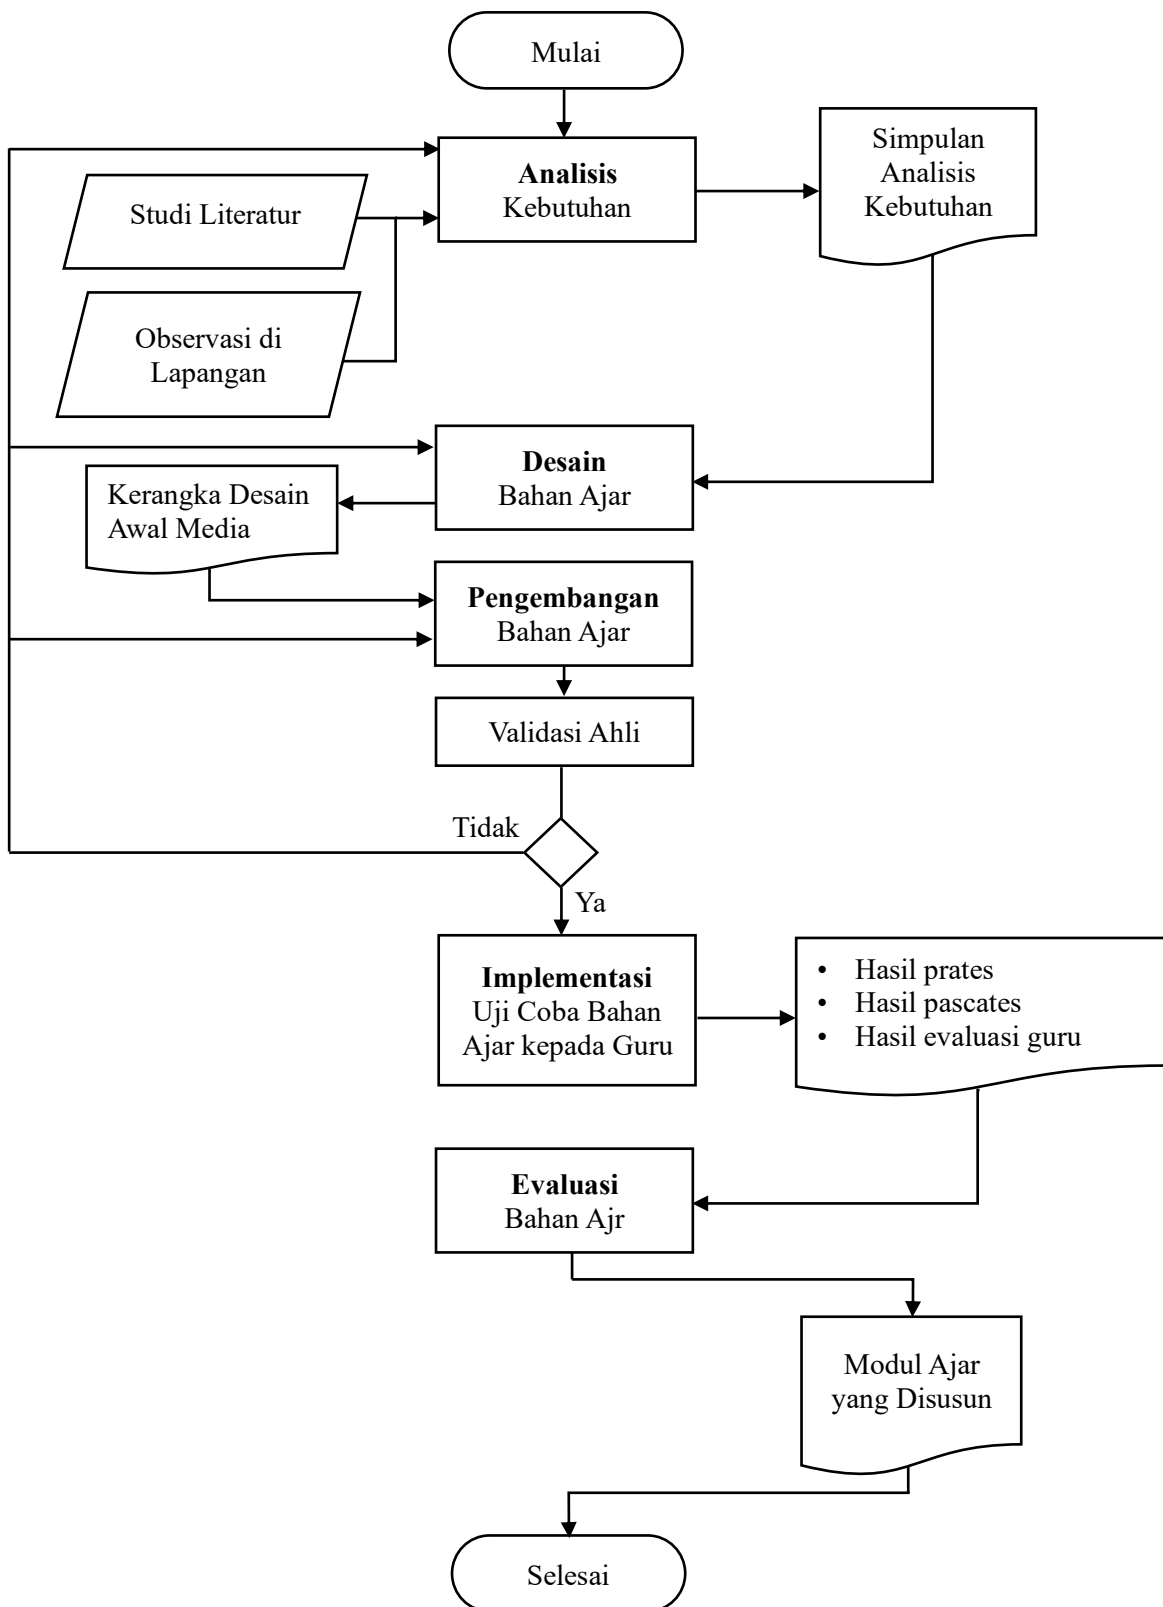 Mulai
Analisis
Kebutuhan
Simpulan
Analisis
Kebutuhan
Studi Literatur
Observasi di
Lapangan
Desain
Bahan Ajar
Kerangka Desain
Awal Media
Pengembangan
Bahan Ajar
Validasi Ahli
Tidak
Ya
Implementasi
Uji Coba Bahan
Ajar kepada Guru
• Hasil prates
• Hasil pascates
• Hasil evaluasi guru
Evaluasi
Bahan Ajr
Modul Ajar
yang Disusun
Selesai